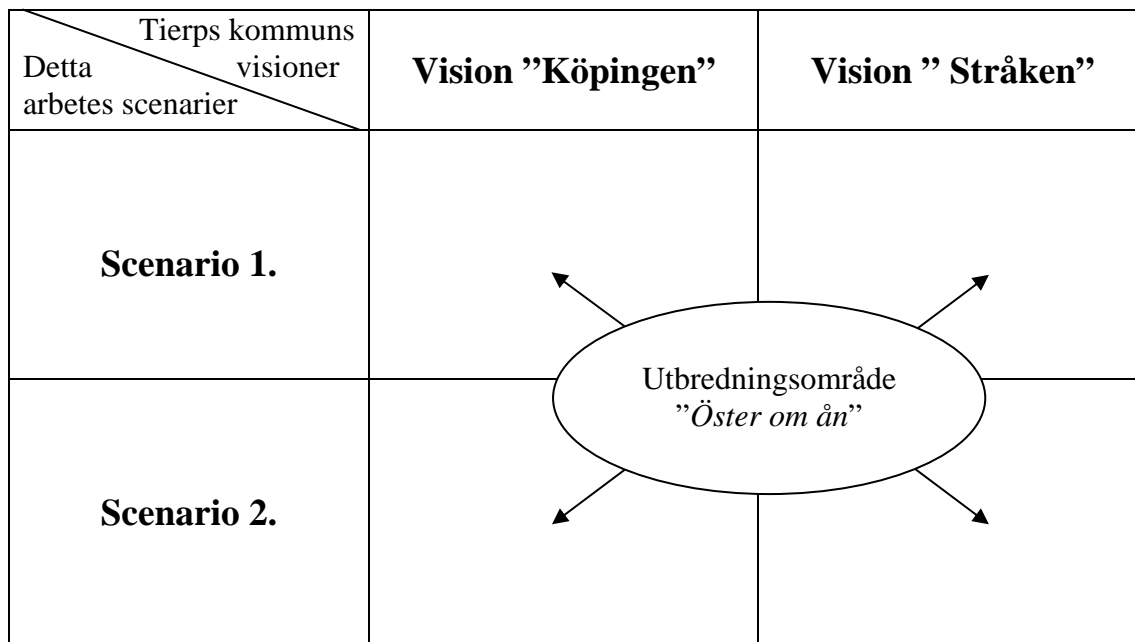 Tierps kommuns
Detta visioner
arbetes scenarier
Vision ”Köpingen”
Vision ” Stråken”
Scenario 1.
Utbredningsområde
”Öster om ån”
Scenario 2.